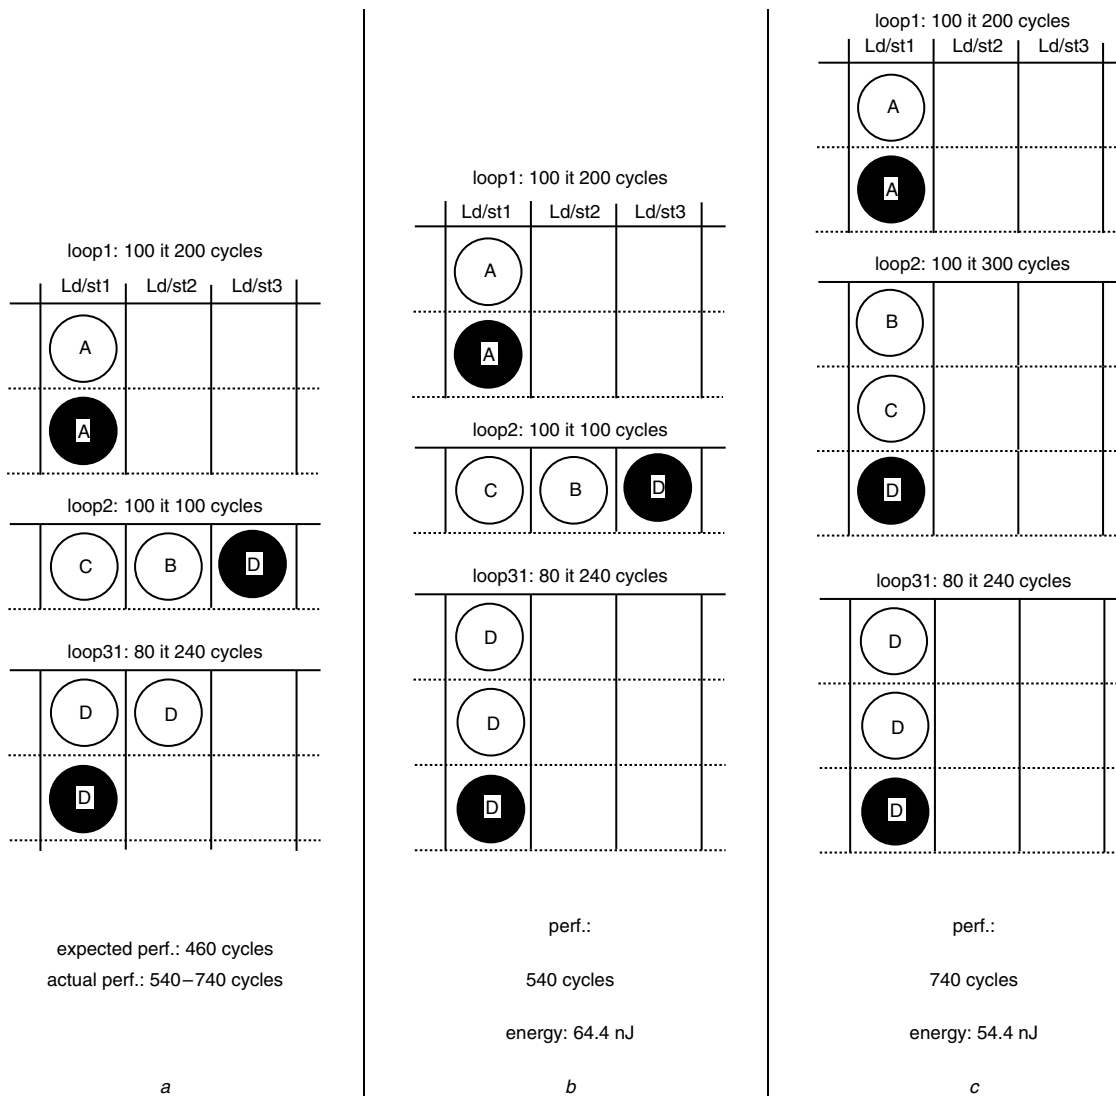 loop1: 100 it 200 cycles
Ld/st1 Ld/st2 Ld/st3
A
A
loop2: 100 it 100 cycles
C B D
loop31: 80 it 240 cycles
D D
D
expected perf.: 460 cycles
actual perf.: 540–740 cycles
a
loop1: 100 it 200 cycles
Ld/st1 Ld/st2 Ld/st3
A
A
loop2: 100 it 100 cycles
C B D
loop31: 80 it 240 cycles
D
D
D
perf.:
540 cycles
energy: 64.4 nJ
b
loop1: 100 it 200 cycles
Ld/st1 Ld/st2 Ld/st3
A
A
loop2: 100 it 300 cycles
B
C
D
loop31: 80 it 240 cycles
D
D
D
perf.:
740 cycles
energy: 54.4 nJ
c